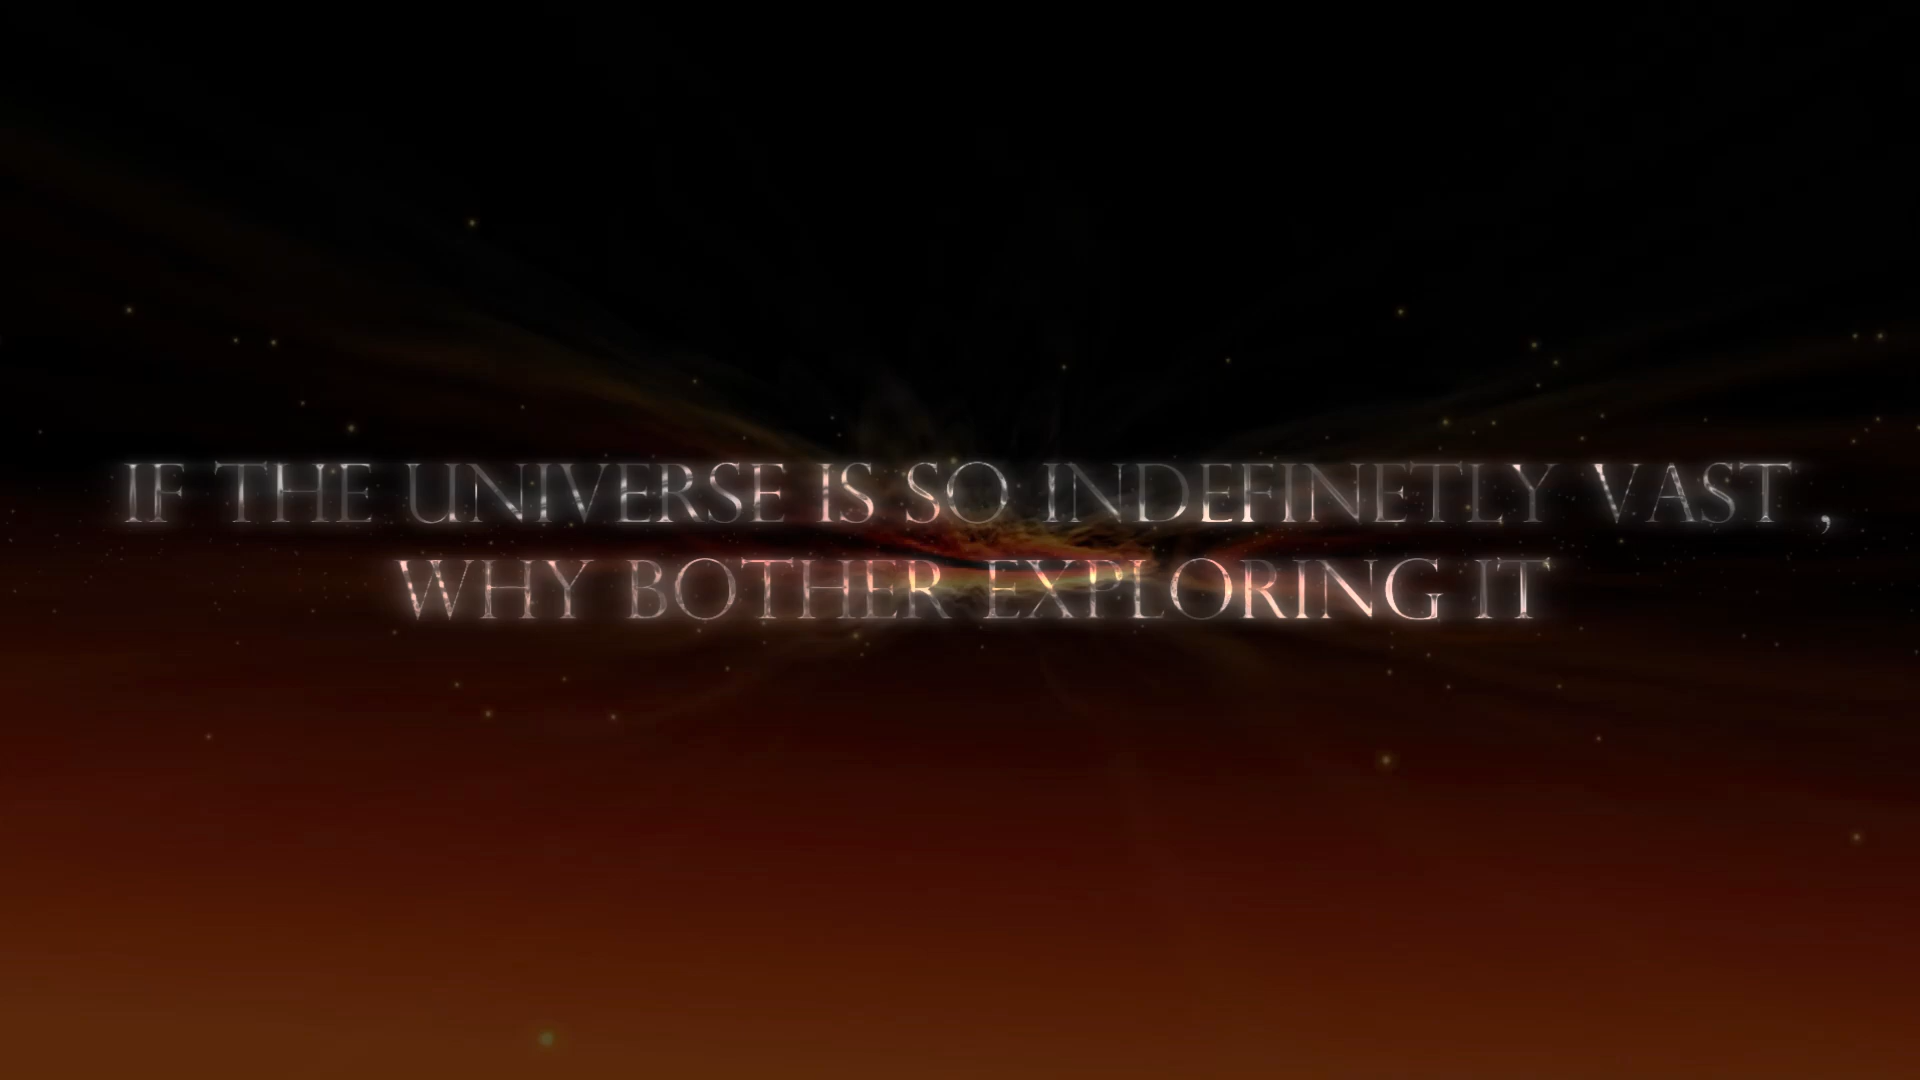 IF THE UNIVERSE IS SO INDEFINETLY VAST ,
WHY BOTHER EXPLORING IT